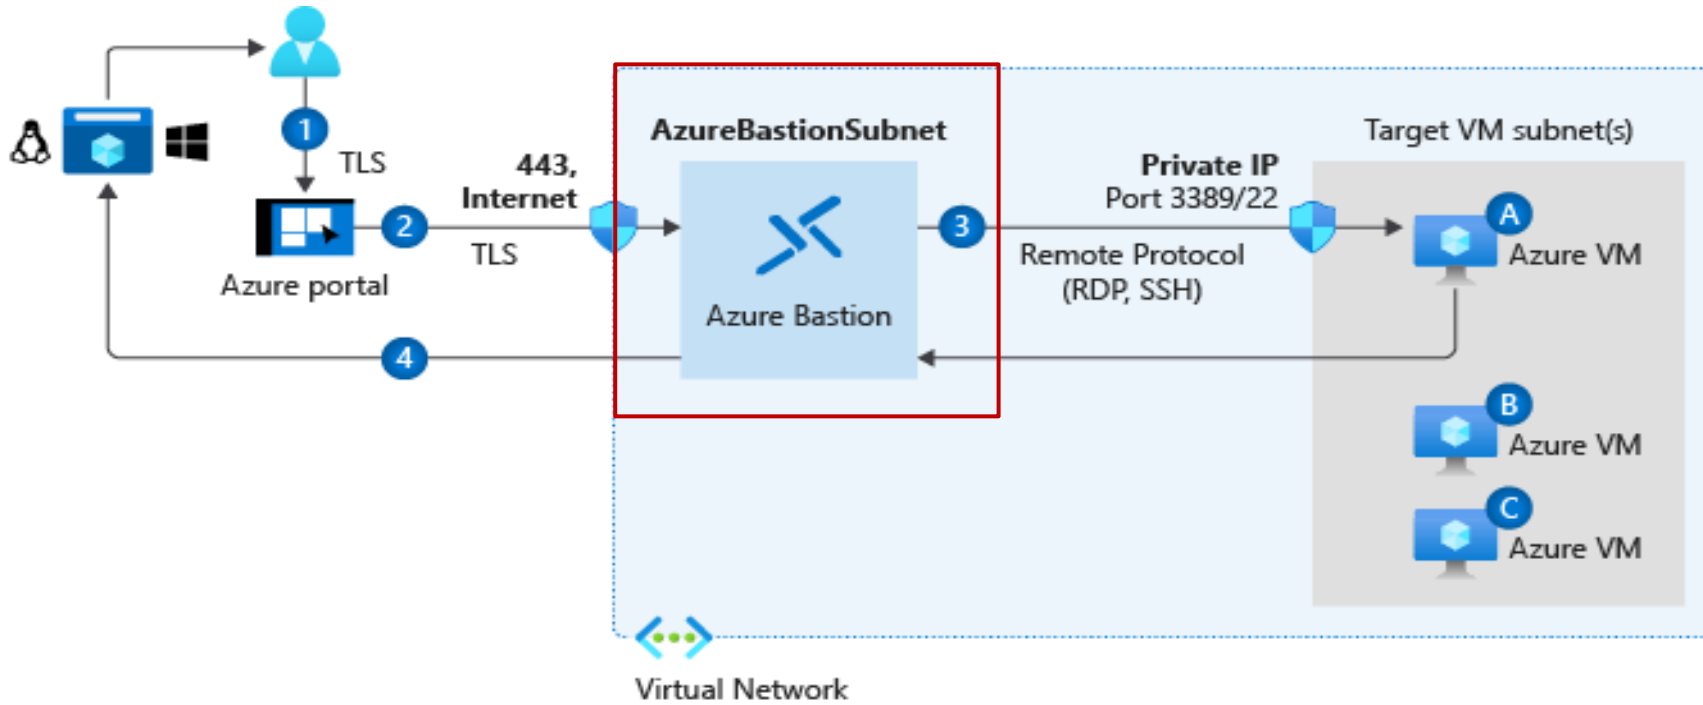 1
TLS
Azure portal
2
443,
Internet
TLS
AzureBastionSubnet
Azure Bastion
3
Private IP
Port 3389/22
Remote Protocol
(RDP, SSH)
Target VM subnet(s)
A
Azure VM
4
B
Azure VM
C
Azure VM
Virtual Network